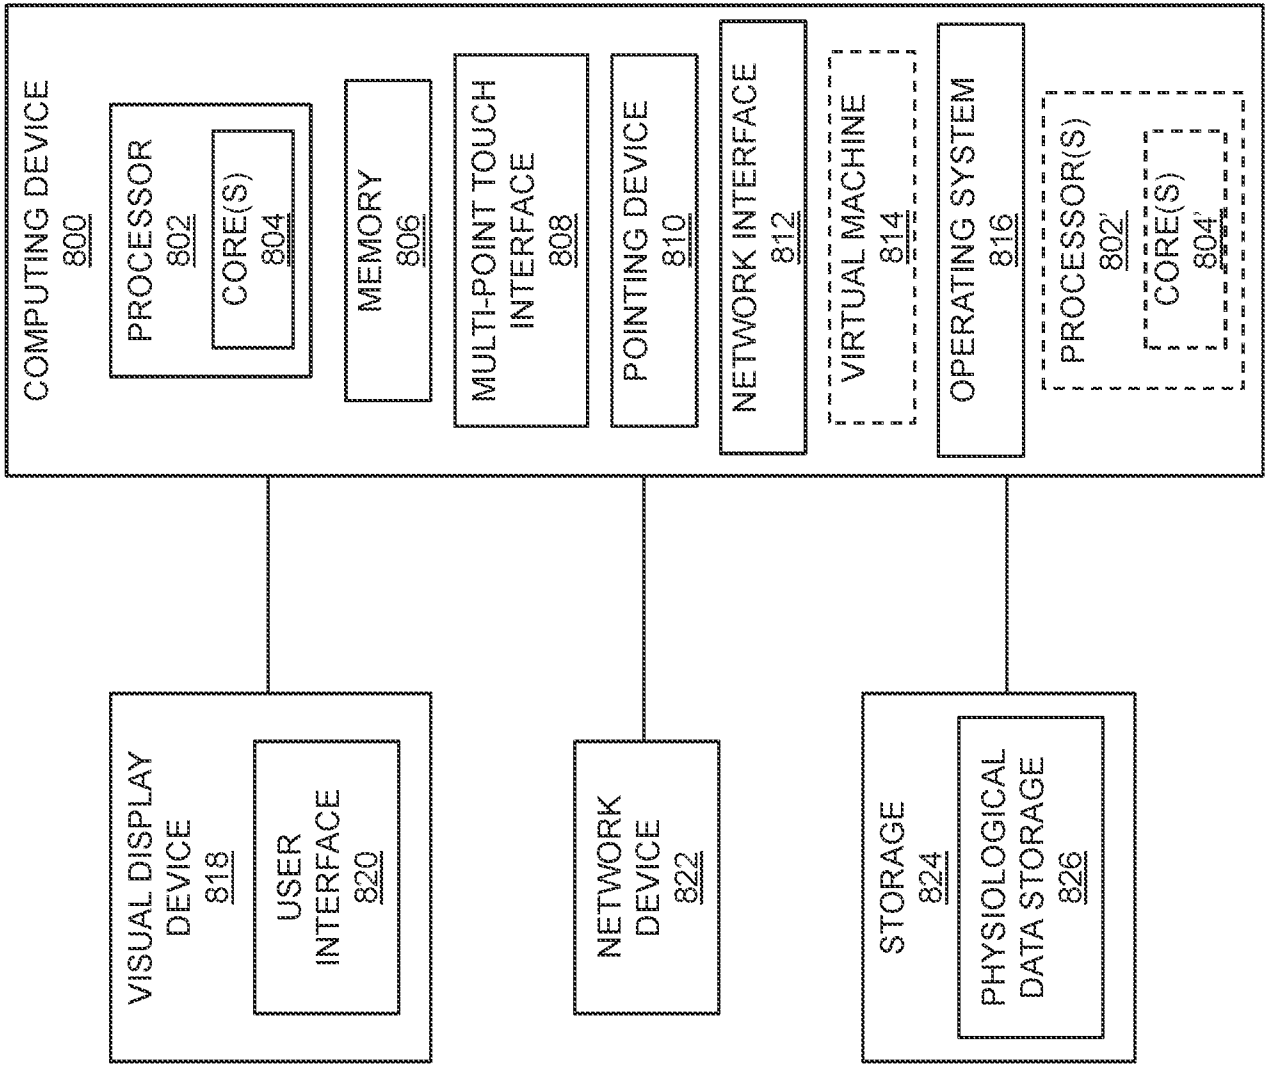 COMPUTING DEVICE
800
PROCESSOR
802
CORE(S)
804
MEMORY
806
MULTI-POINT TOUCH
INTERFACE
808
POINTING DEVICE
810
NETWORK INTERFACE
812
VIRTUAL MACHINE
814
OPERATING SYSTEM
816
PROCESSOR(S)
802'
CORE(S)
804'
VISUAL DISPLAY
DEVICE
818
USER
INTERFACE
820
NETWORK
DEVICE
822
STORAGE
824
PHYSIOLOGICAL
DATA STORAGE
826